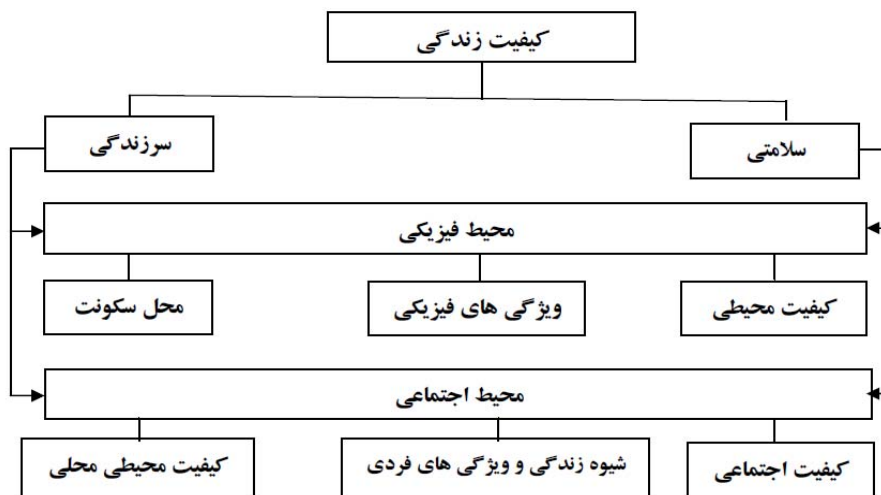 کیفیت زندگی
سلامتی
سرزندگی
محیط فیزیکی
کیفیت محیطی
ویژگی های فیزیکی
محل سکونت
محیط اجتماعی
کیفیت اجتماعی
شیوه زندگی و ویژگی های فردی
کیفیت محیطی محلی